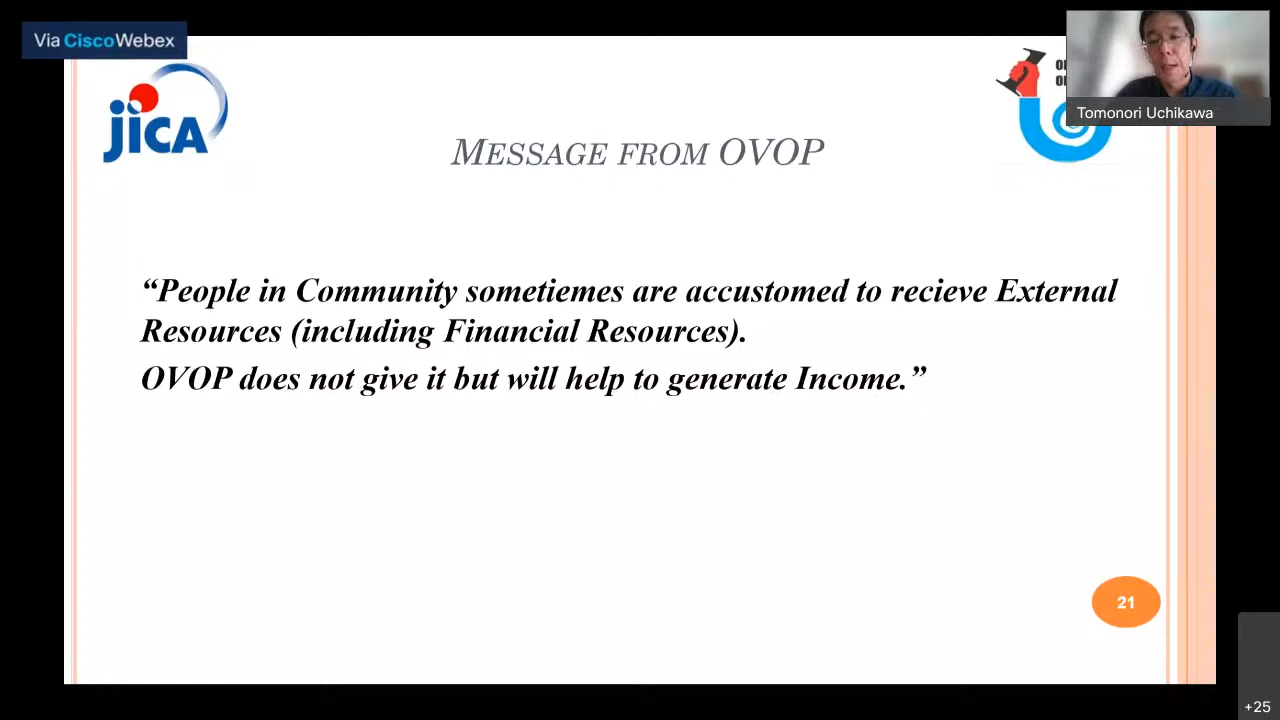 Via Cisco Webex
JICA
Tomonori Uchikawa
MESSAGE FROM OVOP
“People in Community sometiemes are accustomed to recieve External
Resources (including Financial Resources).
OVOP does not give it but will help to generate Income.”
21
+25